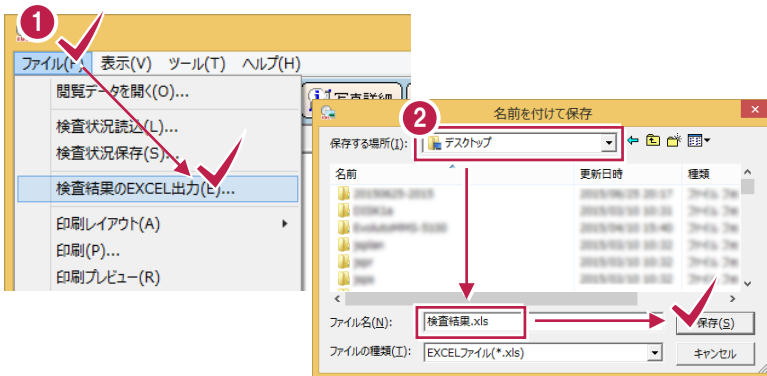 1
ファイル(F) 表示(V) ツール(T) ヘルプ(H)
閲覧データを開く(O)...
検査状況読込(L)...
検査状況保存(S)...
検査結果のEXCEL出力(E)...
印刷レイアウト(A)
印刷(P)...
印刷プレビュー(R)
2
名前を付けて保存
保存する場所(I): デスクトップ
名前 更新日時 種類
ファイル名(N): 検査結果.xls 保存(S)
ファイルの種類(T): EXCELファイル(*.xls) キャンセル